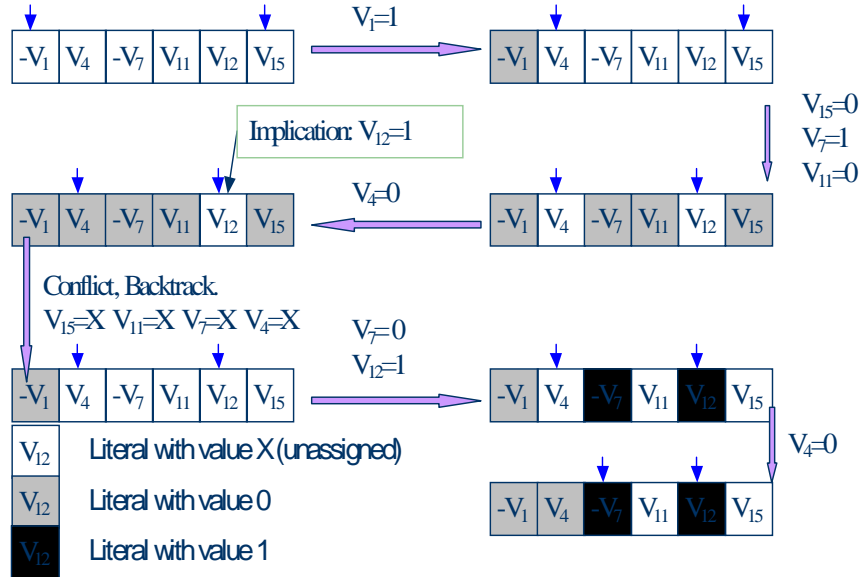 V1=1
-V1 V4 -V7 V11 V12 V15
-V1 V4 -V7 V11 V12 V15
V15=0
V7=1
V11=0
Implication: V12=1
V4=0
-V1 V4 -V7 V11 V12 V15
-V1 V4 -V7 V11 V12 V15
Conflict, Backtrack.
V15=X V11=X V7=X V4=X
V7=0
V12=1
-V1 V4 -V7 V11 V12 V15
-V1 V4 -V7 V11 V12 V15
V4=0
V12 Literal with value X (unassigned)
V12 Literal with value 0
V12 Literal with value 1
-V1 V4 -V7 V11 V12 V15